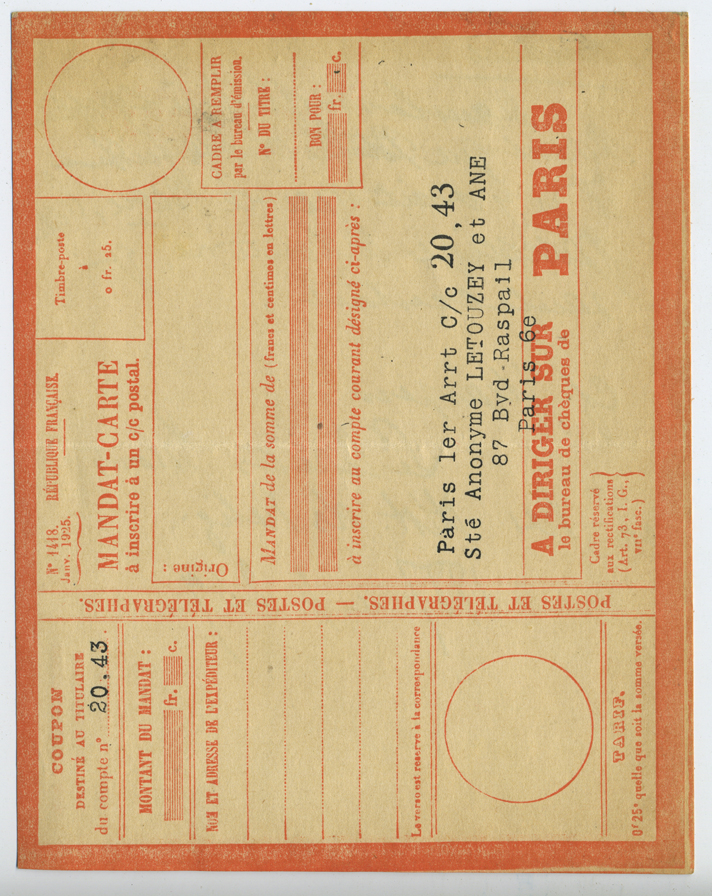 COUPON
DESTINÉ AU TITULAIRE
du compte n° 20.43
MONTANT DU MANDAT :
fr. c.
NOM ET ADRESSE DE L'EXPÉDITEUR :
Le verso est réservé à la correspondance
TARIF.
0f 25c quelle que soit la somme versée.
POSTES ET TÉLÉGRAPHES. — POSTES ET TÉLÉGRAPHES.
N° 1418. RÉPUBLIQUE FRANÇAISE.
Janv. 1925.
MANDAT-CARTE
à inscrire à un c/c postal.
Timbre-poste
à
0 fr. 25.
Origine :
CADRE A REMPLIR
par le bureau d'émission.
N° DU TITRE :
BON POUR :
fr. c.
MANDAT de la somme de (francs et centimes en lettres)
à inscrire au compte courant désigné ci-après :
Paris 1er Arrt C/c 20,43
Sté Anonyme LETOUZEY et ANE
87 Bvd Raspail
Paris 6e
A DIRIGER SUR PARIS
le bureau de chèques de
Cadre réservé
aux rectifications
(Art. 73, I. G.,
VIIe fasc.)